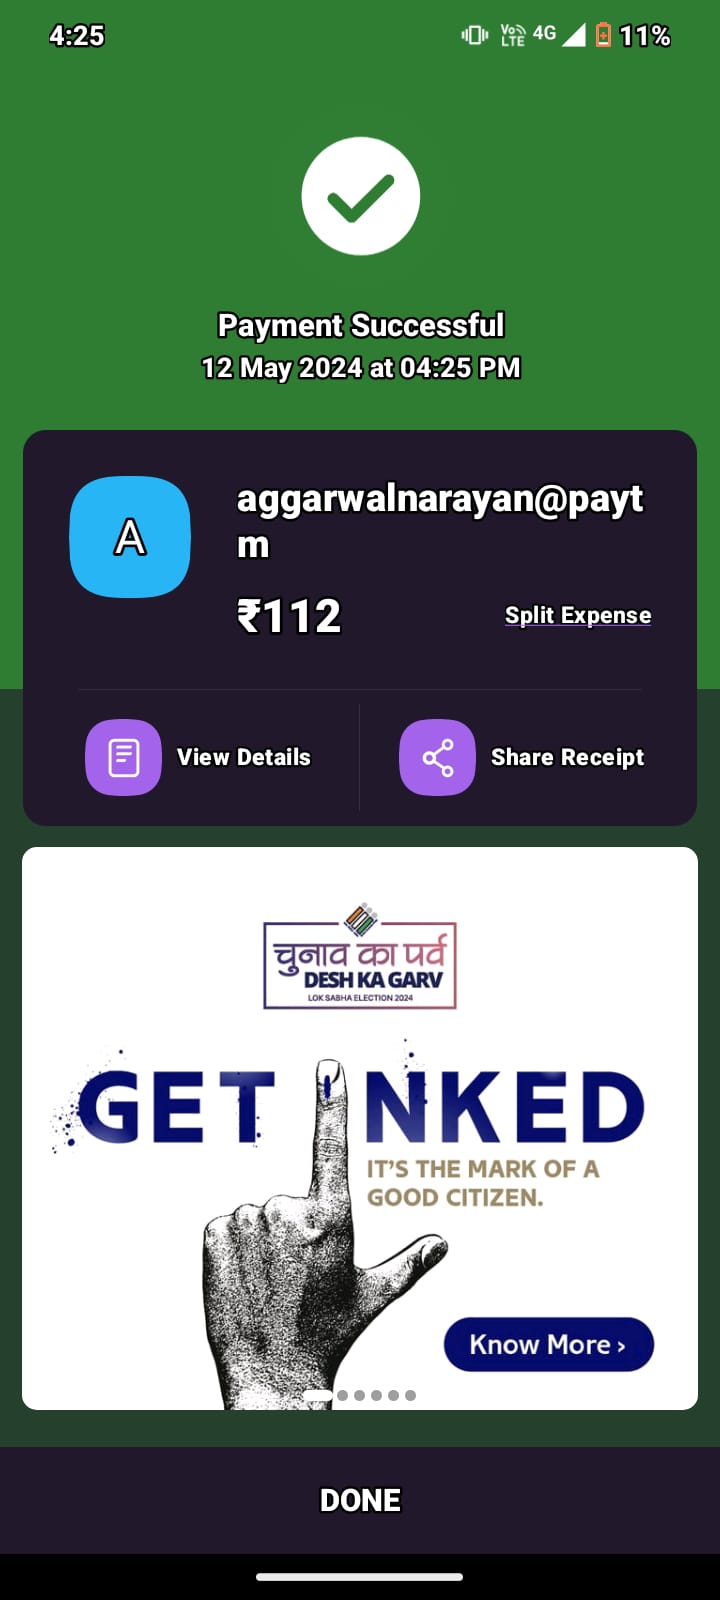 4:25 Vo LTE 4G 11%
Payment Successful
12 May 2024 at 04:25 PM
A
aggarwalnarayan@payt
m
₹112
Split Expense
View Details
Share Receipt
चुनाव का पर्व
DESH KA GARV
LOK SABHA ELECTION 2024
GET INKED
IT'S THE MARK OF A
GOOD CITIZEN.
Know More ›
DONE